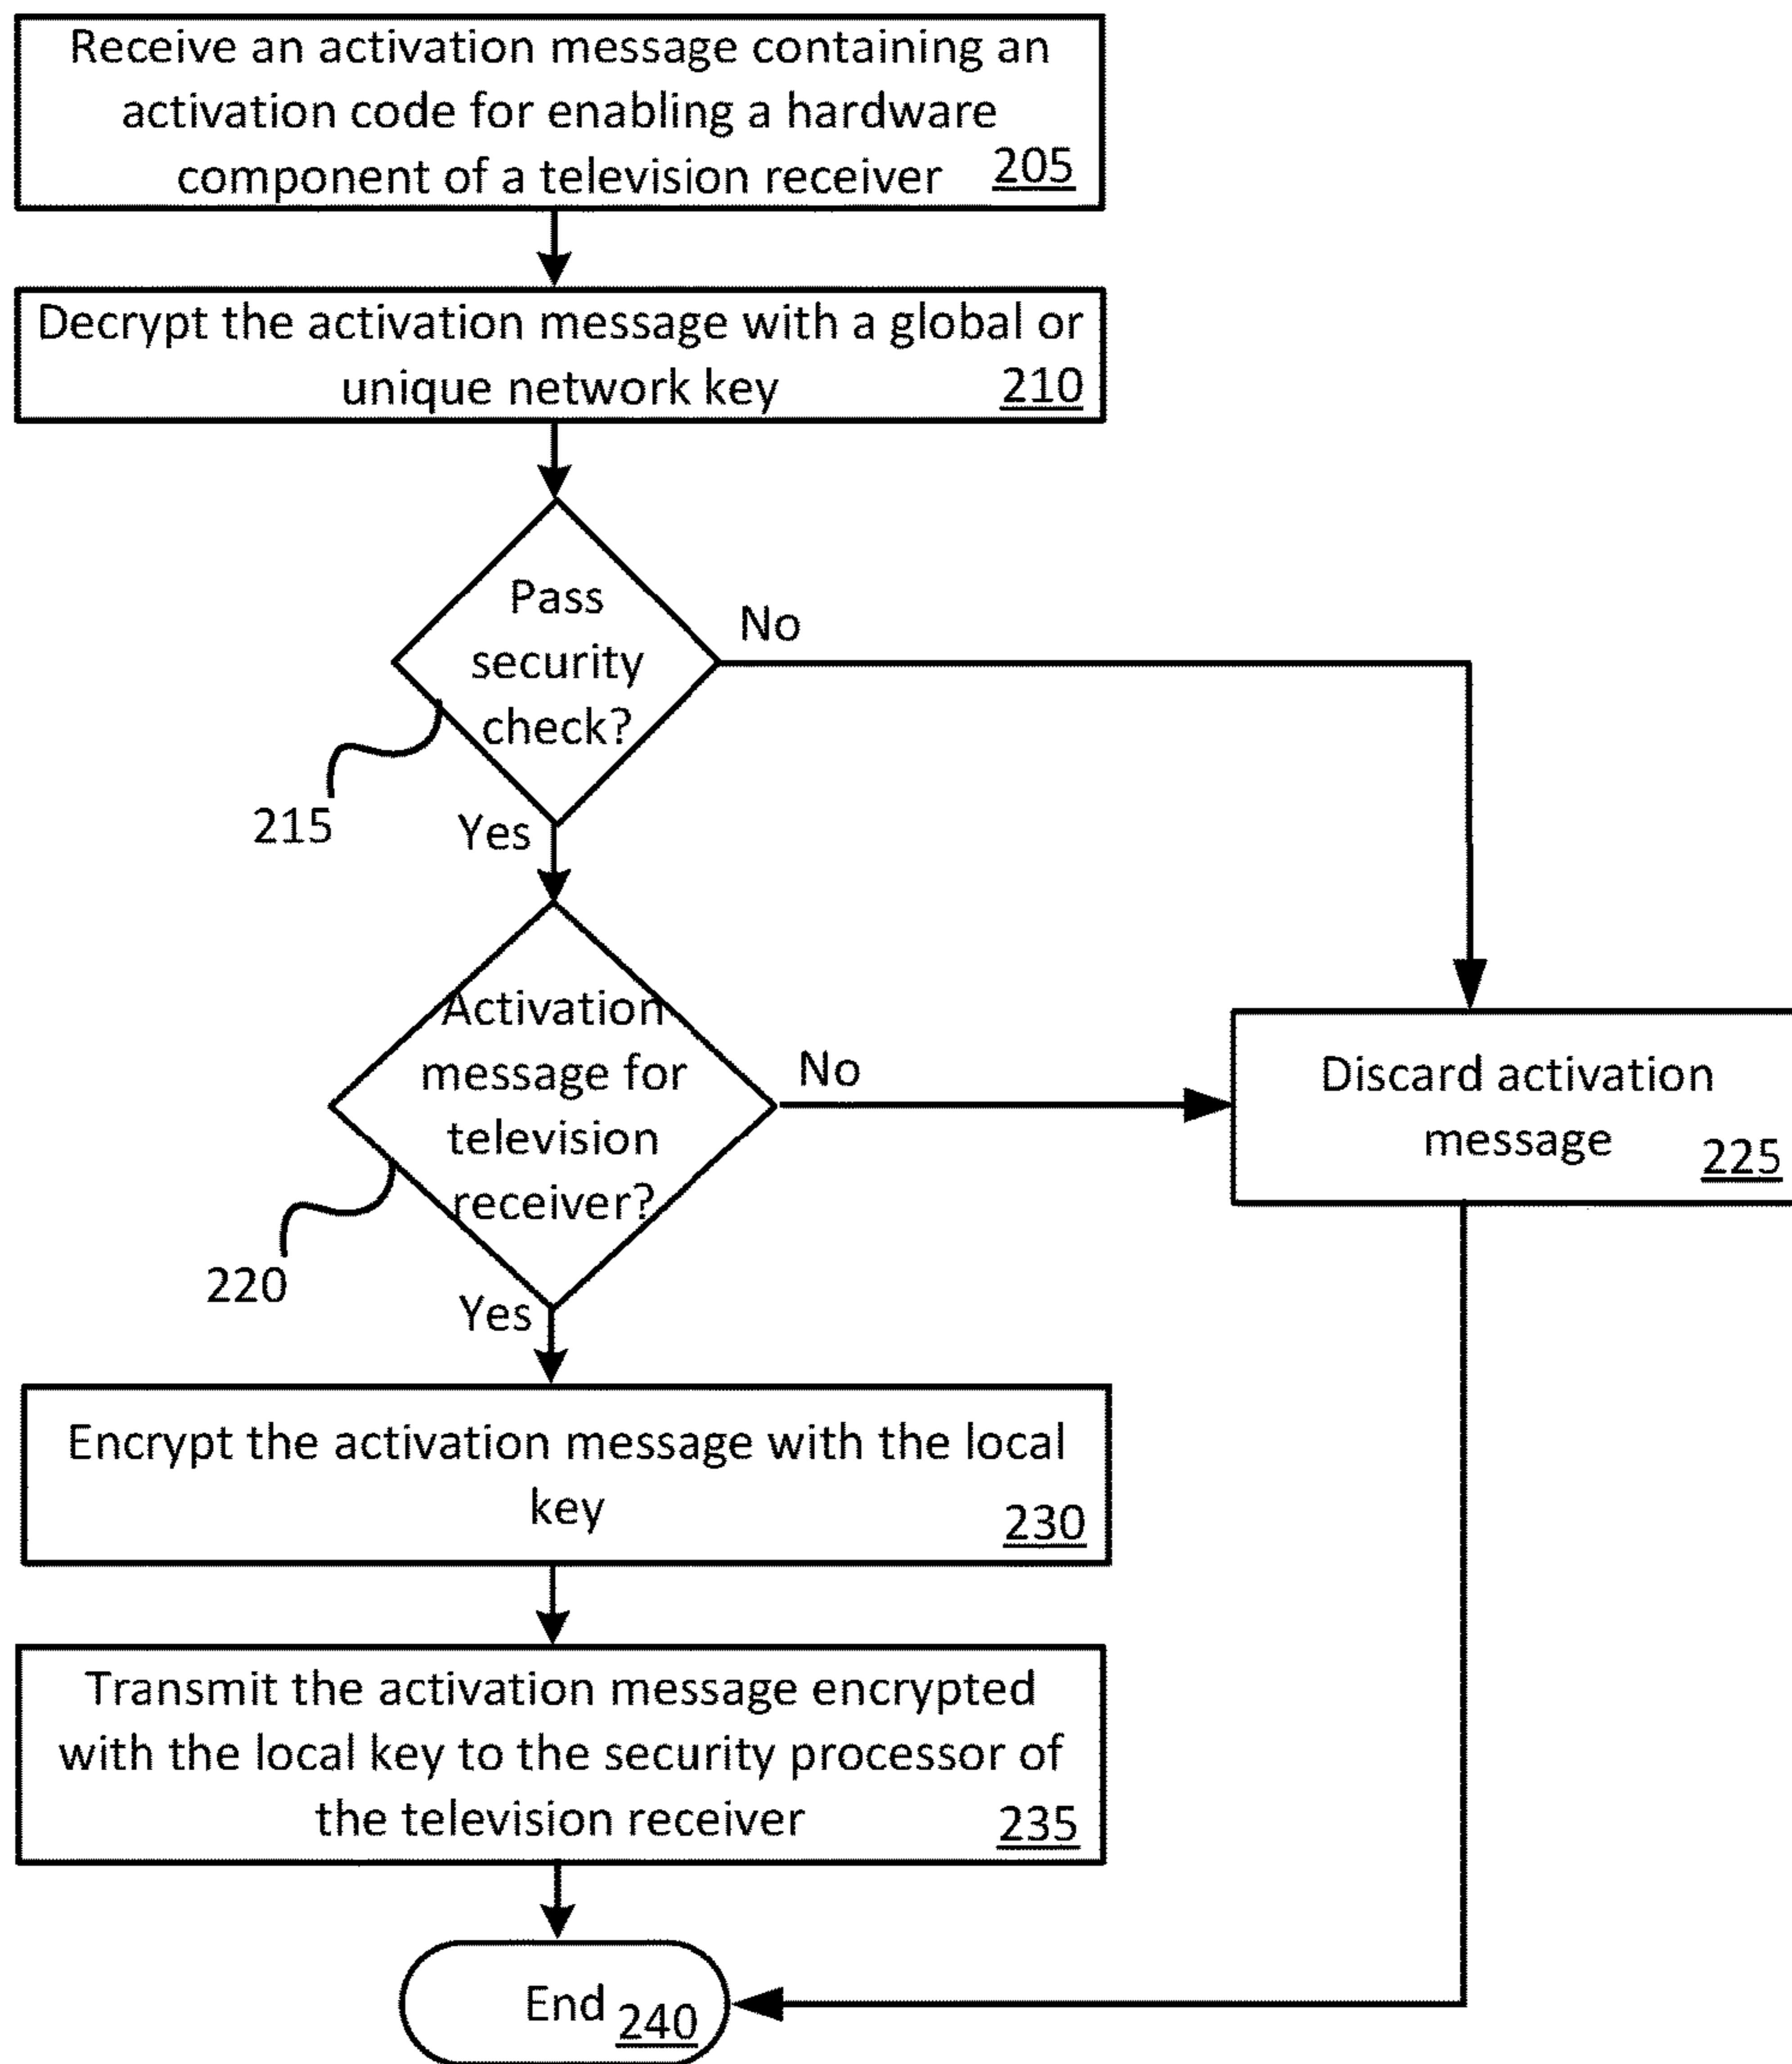 Receive an activation message containing an
activation code for enabling a hardware
component of a television receiver 205
Decrypt the activation message with a global or
unique network key 210
Pass
security
check?
No
215
Yes
Activation
message for
television
receiver?
No
220
Yes
Discard activation
message 225
Encrypt the activation message with the local
key 230
Transmit the activation message encrypted
with the local key to the security processor of
the television receiver 235
End 240